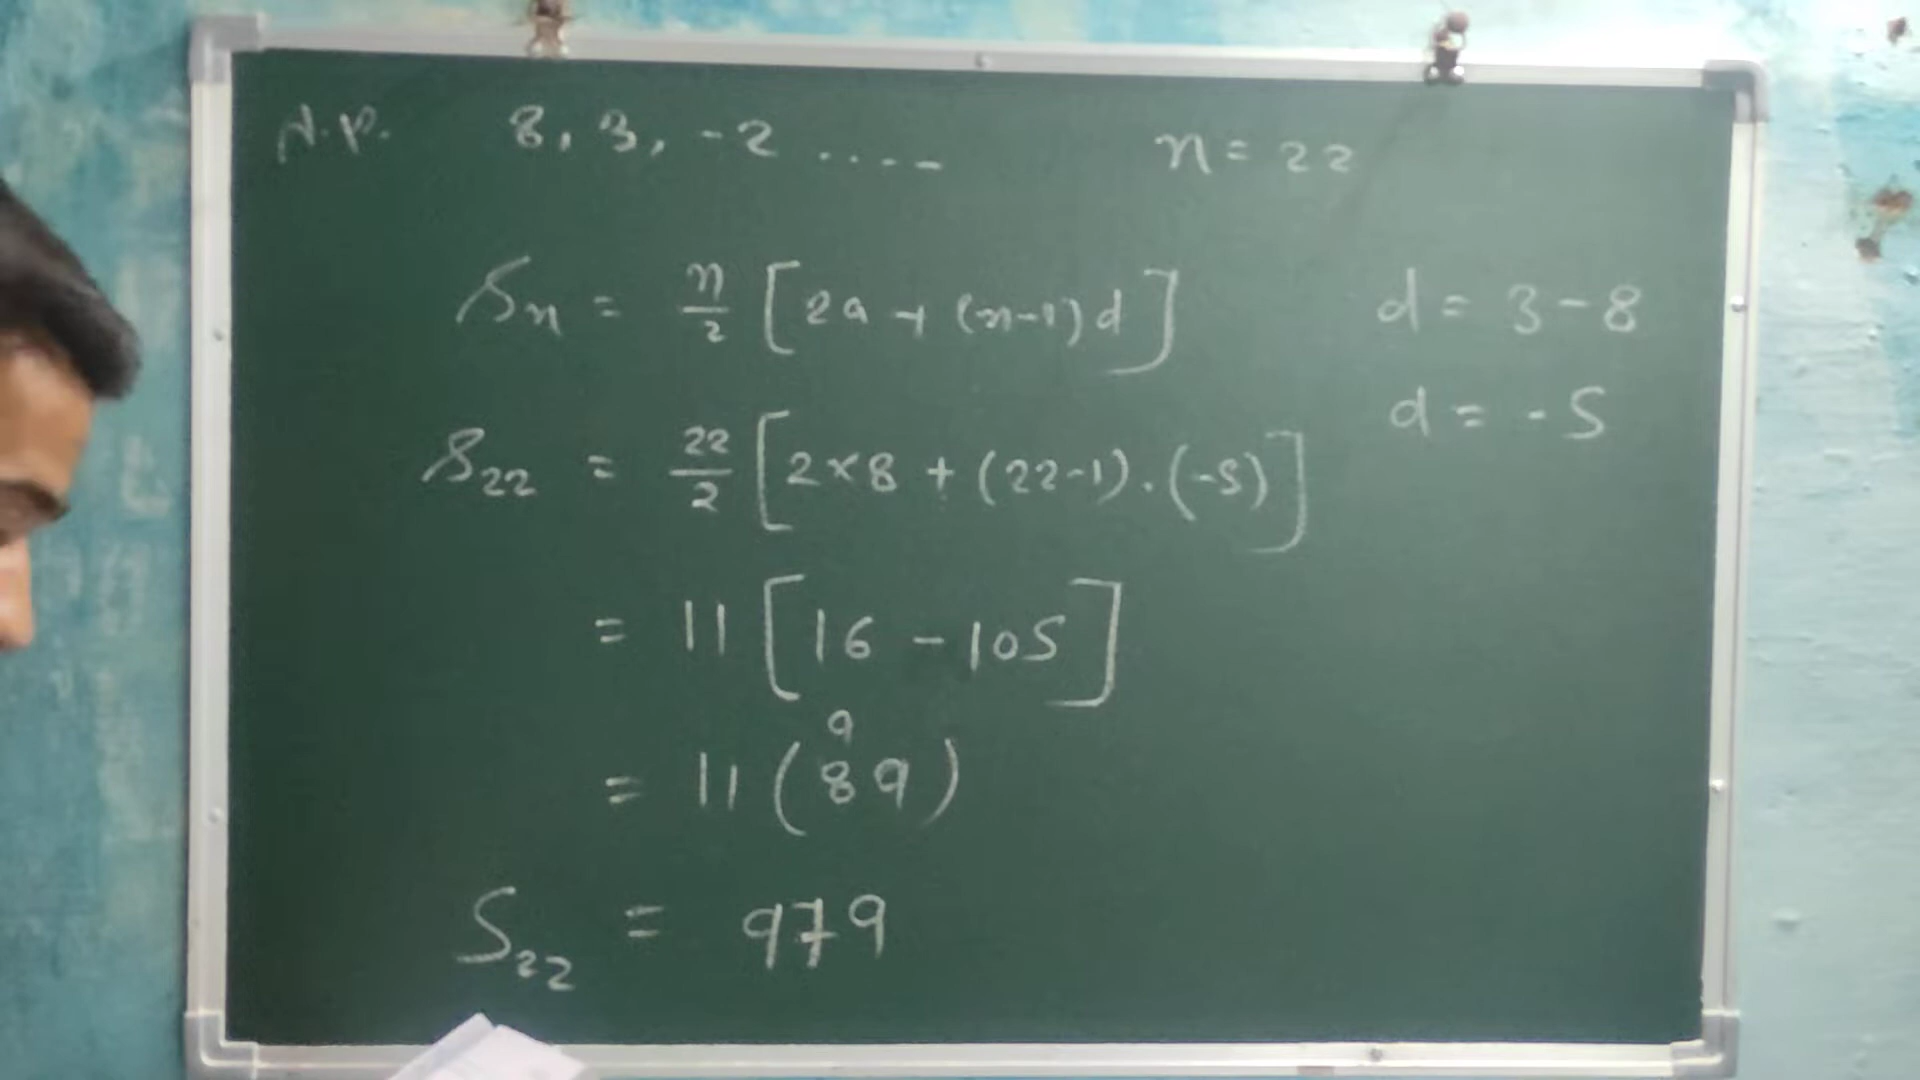 A.P. 8, 3, -2 ..... n = 22
Sn = n/2 [2a + (n-1)d] d = 3-8
d = -5
S22 = 22/2 [2×8 + (22-1).(-5)]
= 11 [16 - 105]
9
= 11 (89)
S22 = 979